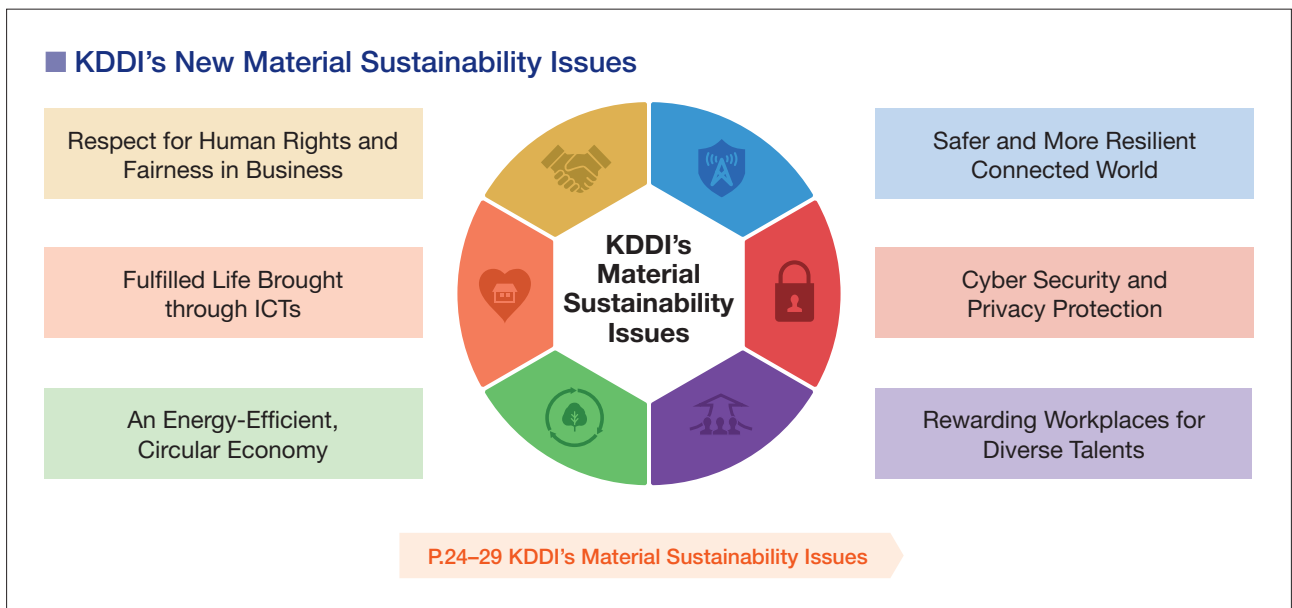 KDDI's New Material Sustainability Issues
Respect for Human Rights and
Fairness in Business
Fulfilled Life Brought
through ICTs
An Energy-Efficient,
Circular Economy
KDDI's
Material
Sustainability
Issues
Safer and More Resilient
Connected World
Cyber Security and
Privacy Protection
Rewarding Workplaces for
Diverse Talents
P.24–29 KDDI's Material Sustainability Issues